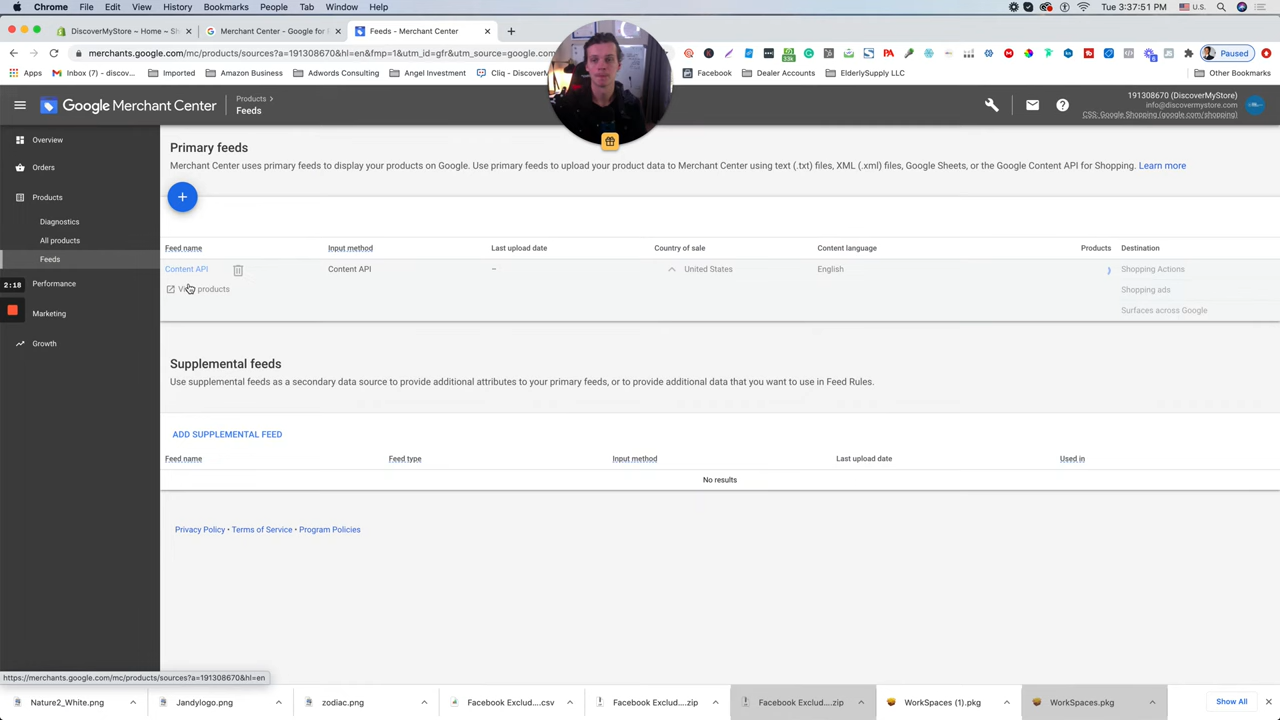 Chrome File Edit View History Bookmarks People Tab Window Help
U.S. Tue 3:37:51 PM
DiscoverMyStore ~ Home ~ Sh
Merchant Center - Google for
Feeds - Merchant Center
merchants.google.com/mc/products/sources?a=191308670&hl=en&fmp=1&utm_id=gfr&utm_source=google.com
Paused
Apps
Inbox (7) - discov...
Imported
Amazon Business
Adwords Consulting
Angel Investment
Cliq - Discover
Facebook
Dealer Accounts
ElderlySupply LLC
Other Bookmarks
Google Merchant Center
Products
Feeds
191308670 (DiscoverMyStore)
info@discovermystore.com
CSS: Google Shopping (google.com/shopping)
Overview
Orders
Products
Diagnostics
All products
Feeds
2:18
Performance
Marketing
Growth
Primary feeds
Merchant Center uses primary feeds to display your products on Google. Use primary feeds to upload your product data to Merchant Center using text (.txt) files, XML (.xml) files, Google Sheets, or the Google Content API for Shopping. Learn more
Feed name Input method Last upload date Country of sale Content language Products Destination
Content API Content API – United States English Shopping Actions
products Shopping ads
Surfaces across Google
Supplemental feeds
Use supplemental feeds as a secondary data source to provide additional attributes to your primary feeds, or to provide additional data that you want to use in Feed Rules.
ADD SUPPLEMENTAL FEED
Feed name Feed type Input method Last upload date Used in
No results
Privacy Policy • Terms of Service • Program Policies
https://merchants.google.com/mc/products/sources?a=191308670&hl=en
Nature2_White.png
Jandylogo.png
zodiac.png
Facebook Exclud....csv
Facebook Exclud....zip
Facebook Exclud....zip
WorkSpaces (1).pkg
WorkSpaces.pkg
Show All